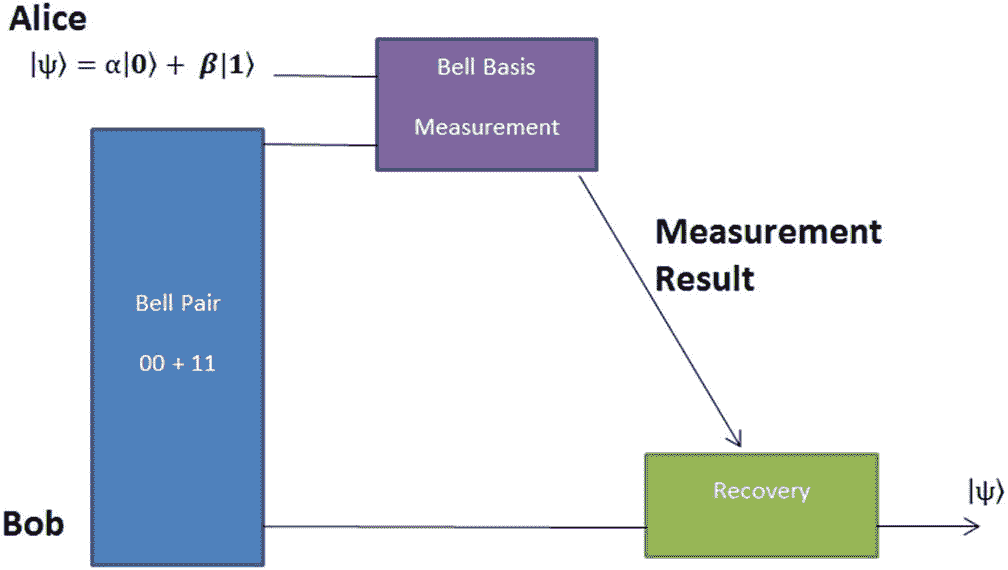 Alice
|ψ⟩ = α|0⟩ + β|1⟩
Bell Basis
Measurement
Measurement
Result
Bell Pair
00 + 11
Recovery
|ψ⟩
Bob